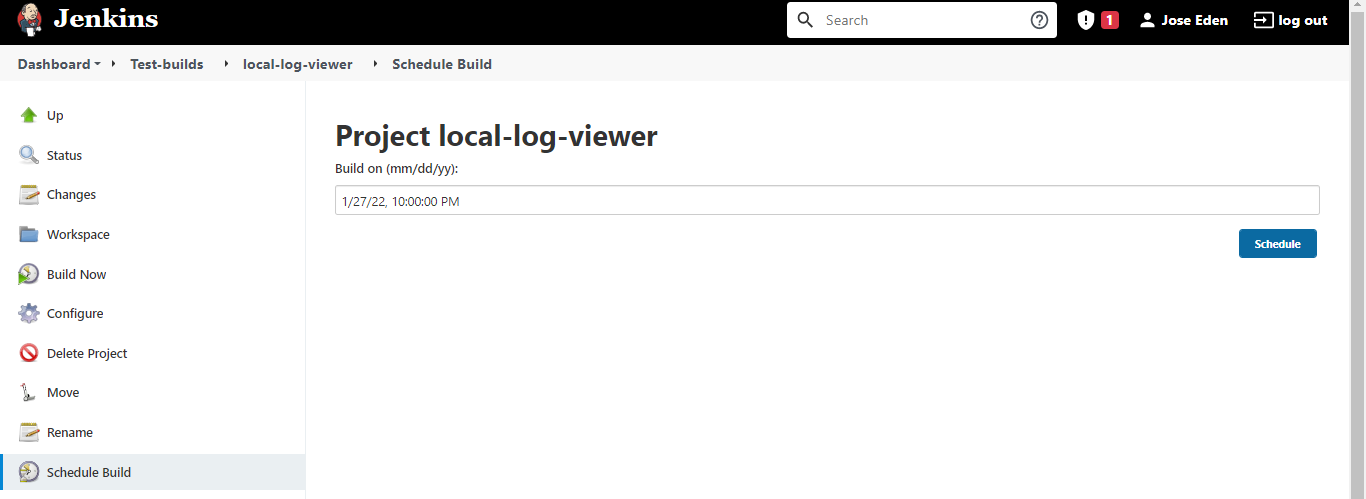 Jenkins
Search
1
Jose Eden
log out
Dashboard
Test-builds
local-log-viewer
Schedule Build
Up
Status
Changes
Workspace
Build Now
Configure
Delete Project
Move
Rename
Schedule Build
Project local-log-viewer
Build on (mm/dd/yy):
1/27/22, 10:00:00 PM
Schedule